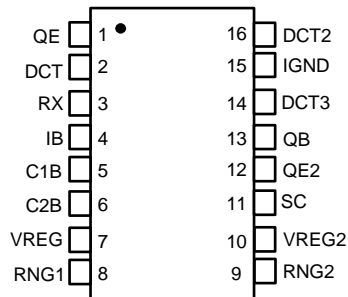 QE 1 16 DCT2
DCT 2 15 IGND
RX 3 14 DCT3
IB 4 13 QB
C1B 5 12 QE2
C2B 6 11 SC
VREG 7 10 VREG2
RNG1 8 9 RNG2